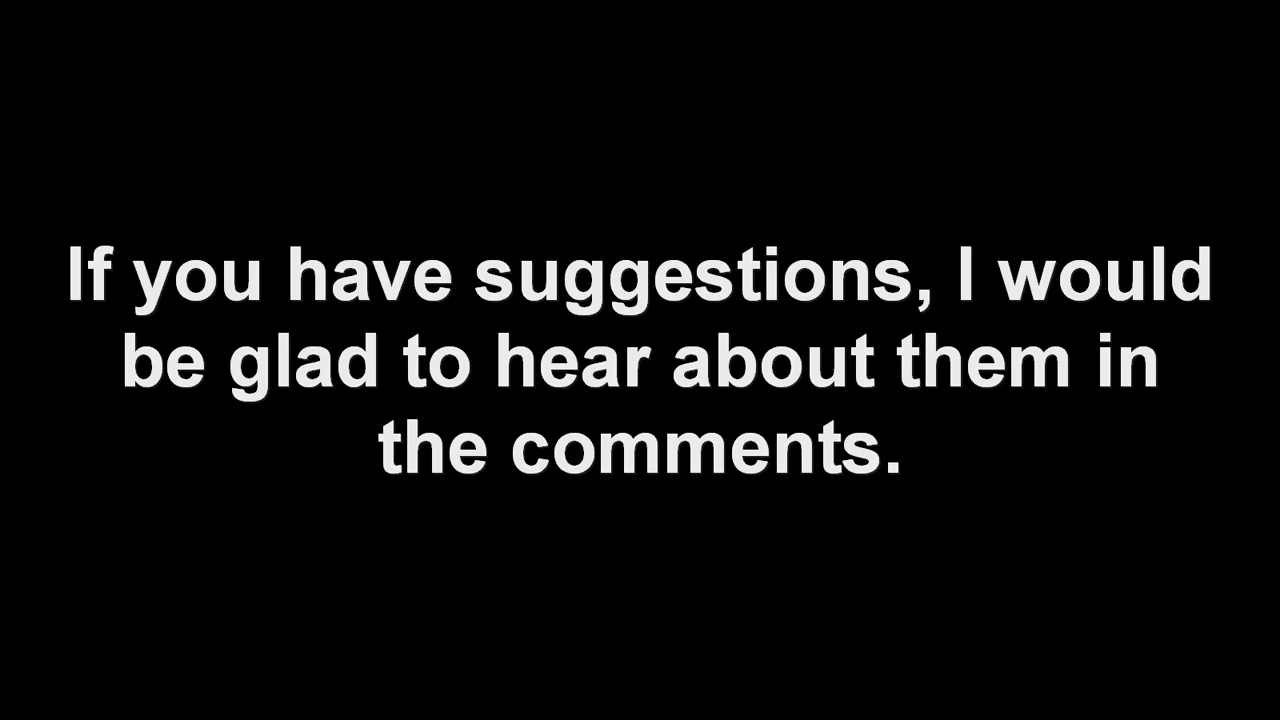 If you have suggestions, I would
be glad to hear about them in
the comments.